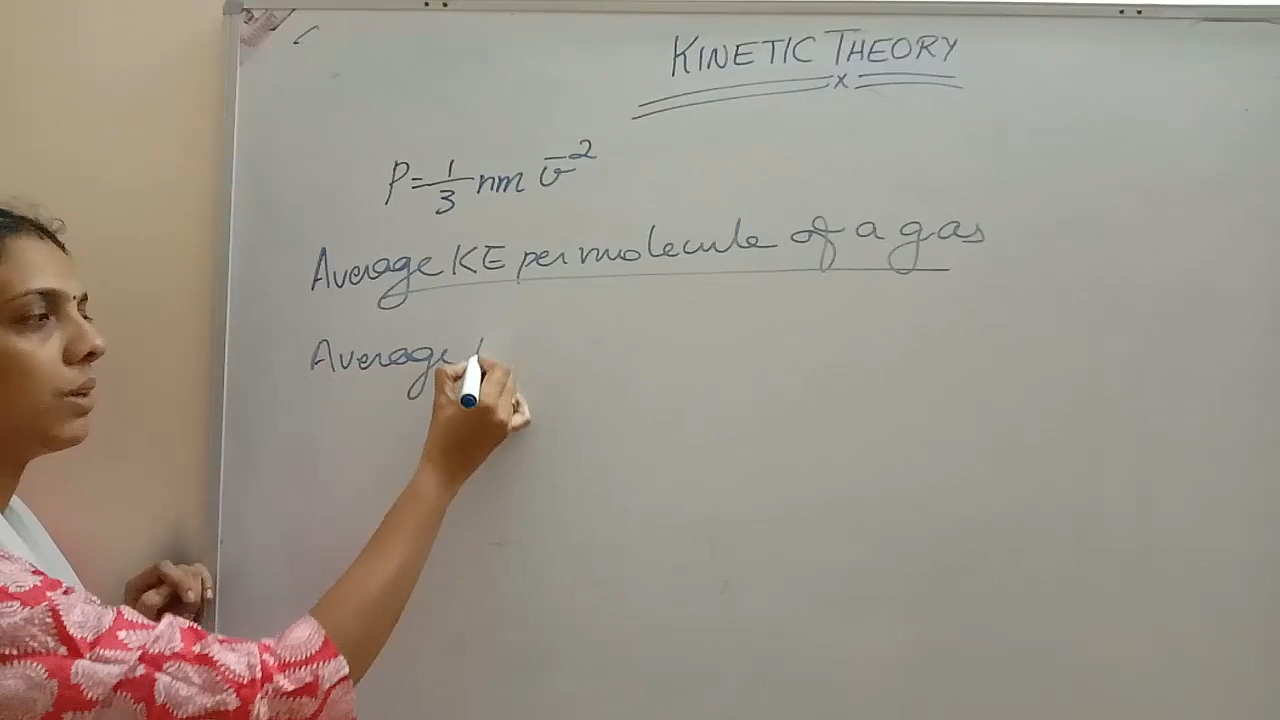 KINETIC THEORY
x
P = 1/3 nm v̄²
Average KE per molecule of a gas
Average